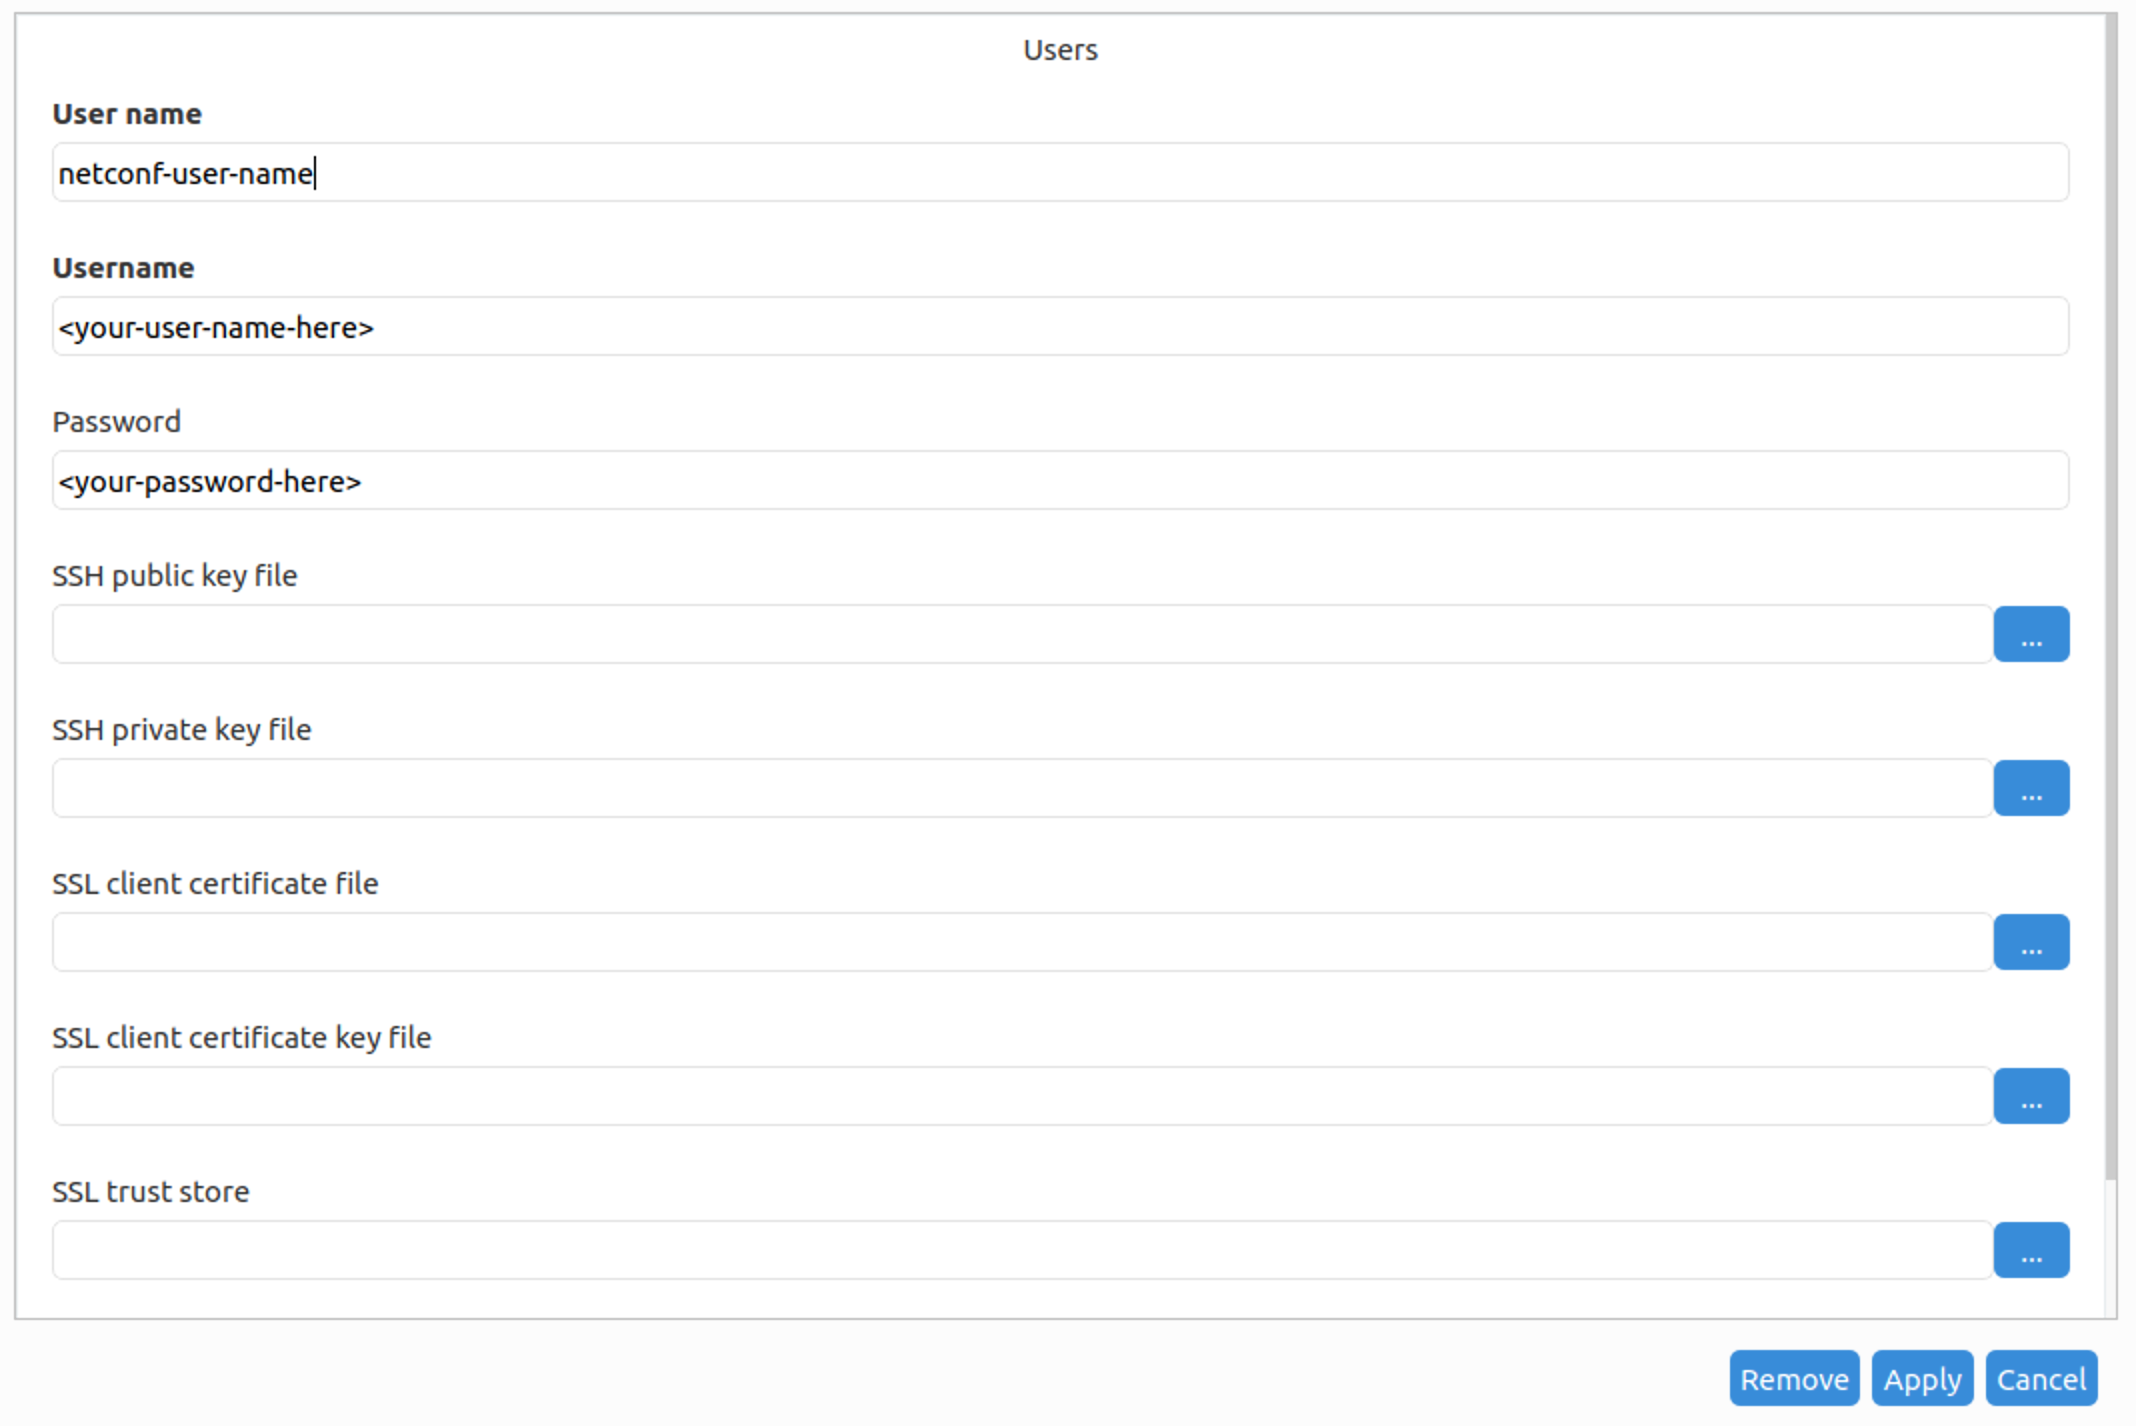 Users
User name
netconf-user-name
Username
<your-user-name-here>
Password
<your-password-here>
SSH public key file
...
SSH private key file
...
SSL client certificate file
...
SSL client certificate key file
...
SSL trust store
...
Remove Apply Cancel